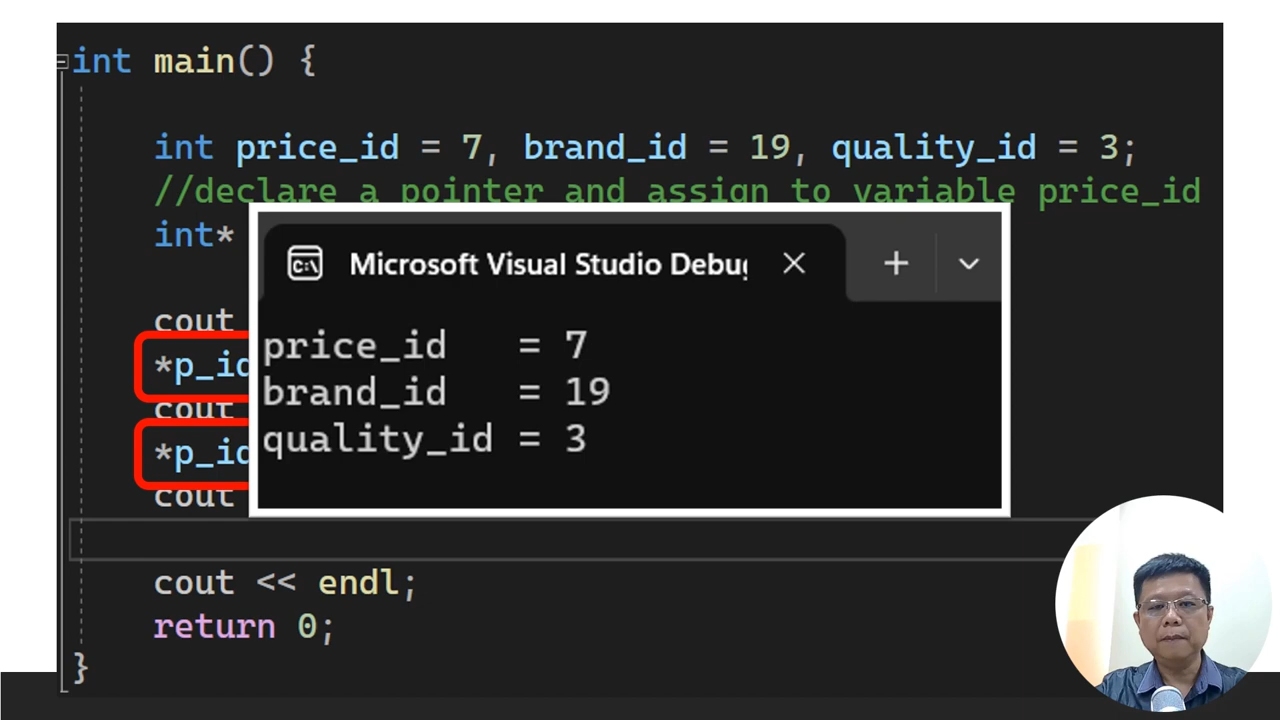 int main() {
int price_id = 7, brand_id = 19, quality_id = 3;
//declare a pointer and assign to variable price_id
int*
cout
*p_id
cout
*p_id
cout
Microsoft Visual Studio Debug
price_id = 7
brand_id = 19
quality_id = 3
cout << endl;
return 0;
}